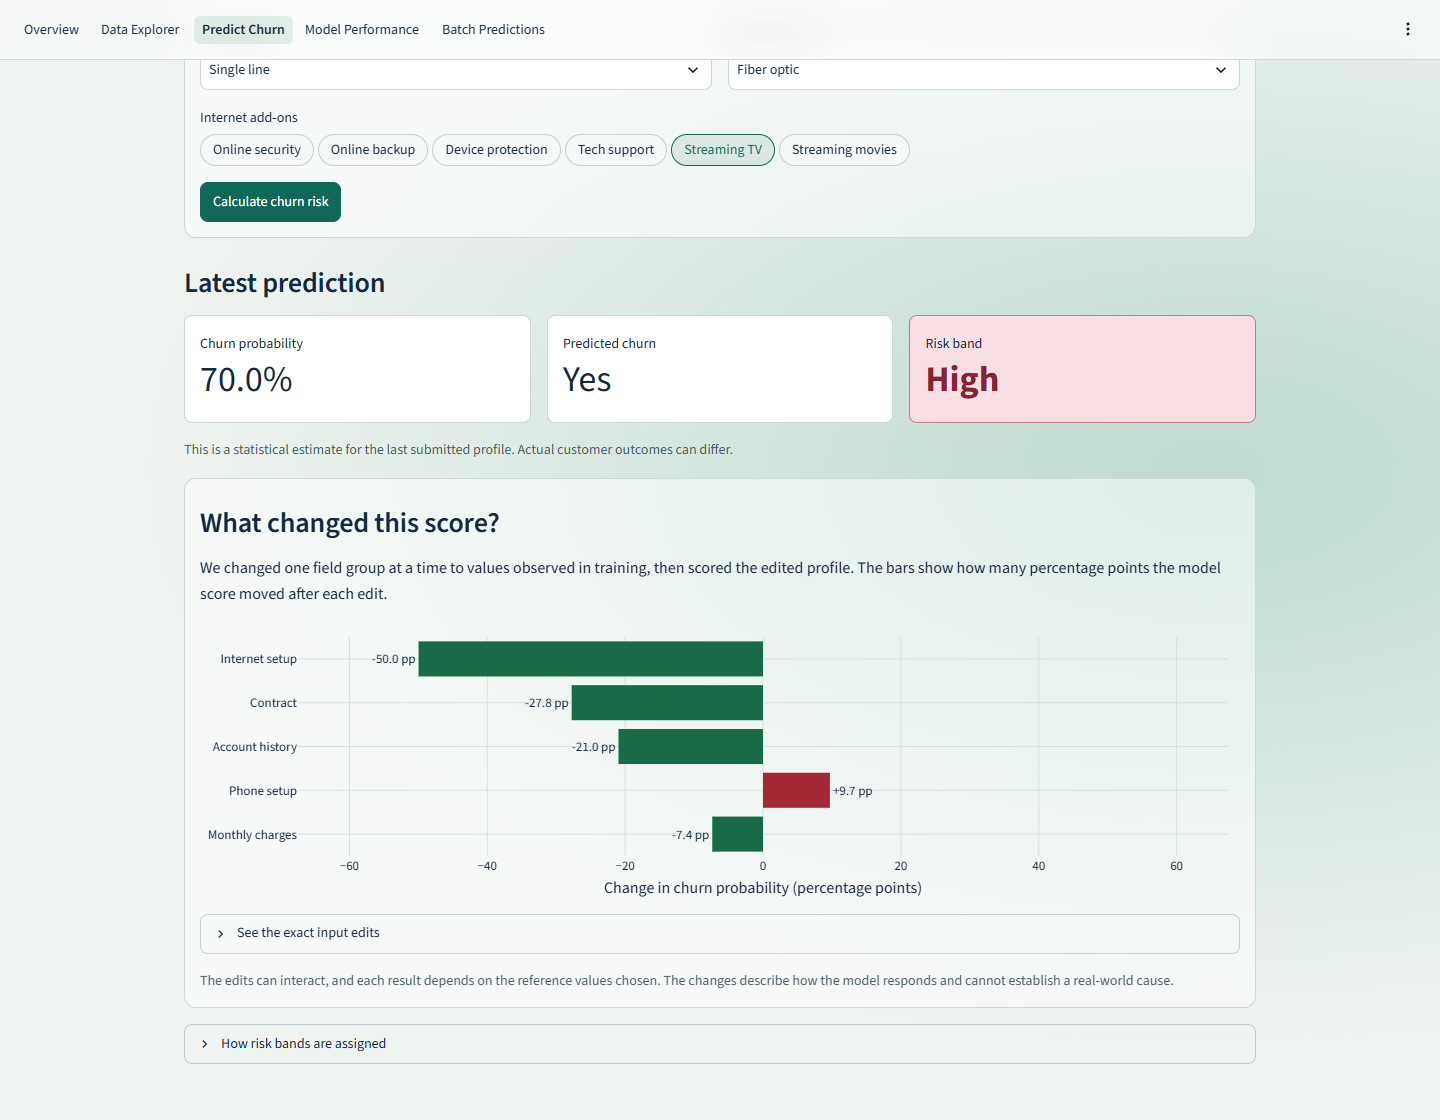 Overview Data Explorer Predict Churn Model Performance Batch Predictions
Single line Fiber optic
Internet add-ons
Online security Online backup Device protection Tech support Streaming TV Streaming movies
Calculate churn risk
Latest prediction
Churn probability Predicted churn Risk band
70.0% Yes High
This is a statistical estimate for the last submitted profile. Actual customer outcomes can differ.
What changed this score?
We changed one field group at a time to values observed in training, then scored the edited profile. The bars show how many percentage points the model
score moved after each edit.
Internet setup -50.0 pp
Contract -27.8 pp
Account history -21.0 pp
Phone setup +9.7 pp
Monthly charges -7.4 pp
−60 −40 −20 0 20 40 60
Change in churn probability (percentage points)
See the exact input edits
The edits can interact, and each result depends on the reference values chosen. The changes describe how the model responds and cannot establish a real-world cause.
How risk bands are assigned